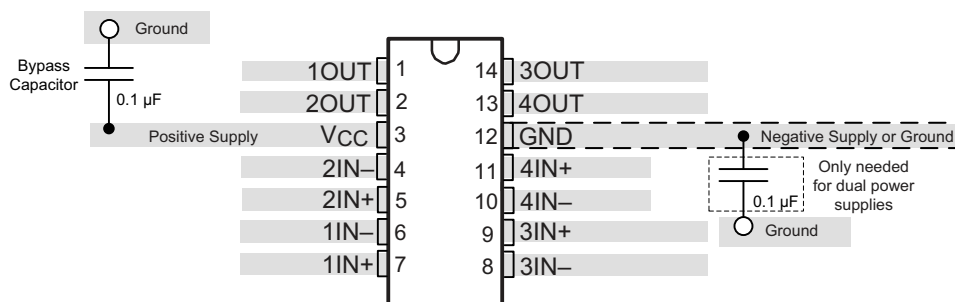 Ground
Bypass
Capacitor
0.1 µF
Positive Supply
1OUT 1 14 3OUT
2OUT 2 13 4OUT
VCC 3 12 GND
2IN– 4 11 4IN+
2IN+ 5 10 4IN–
1IN– 6 9 3IN+
1IN+ 7 8 3IN–
Negative Supply or Ground
Only needed
for dual power
supplies
0.1 µF
Ground